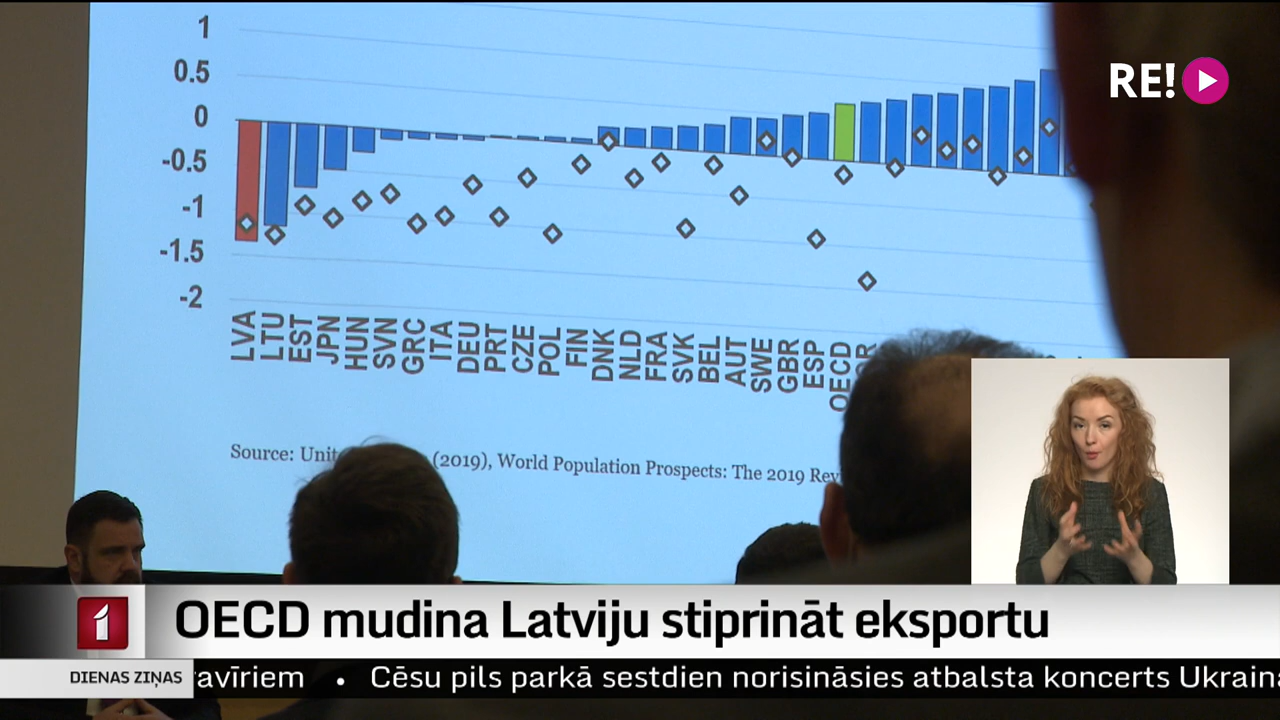 1
0.5
0
-0.5
-1
-1.5
-2
LVA
LTU
EST
JPN
HUN
SVN
GRC
ITA
DEU
PRT
CZE
POL
FIN
DNK
NLD
FRA
SVK
BEL
AUT
SWE
GBR
ESP
OECD
Source: (2019), World Population Prospects: The 2019
RE!
1
OECD mudina Latviju stiprināt eksportu
DIENAS ZIŅAS
avīriem • Cēsu pils parkā sestdien norisināsies atbalsta koncerts